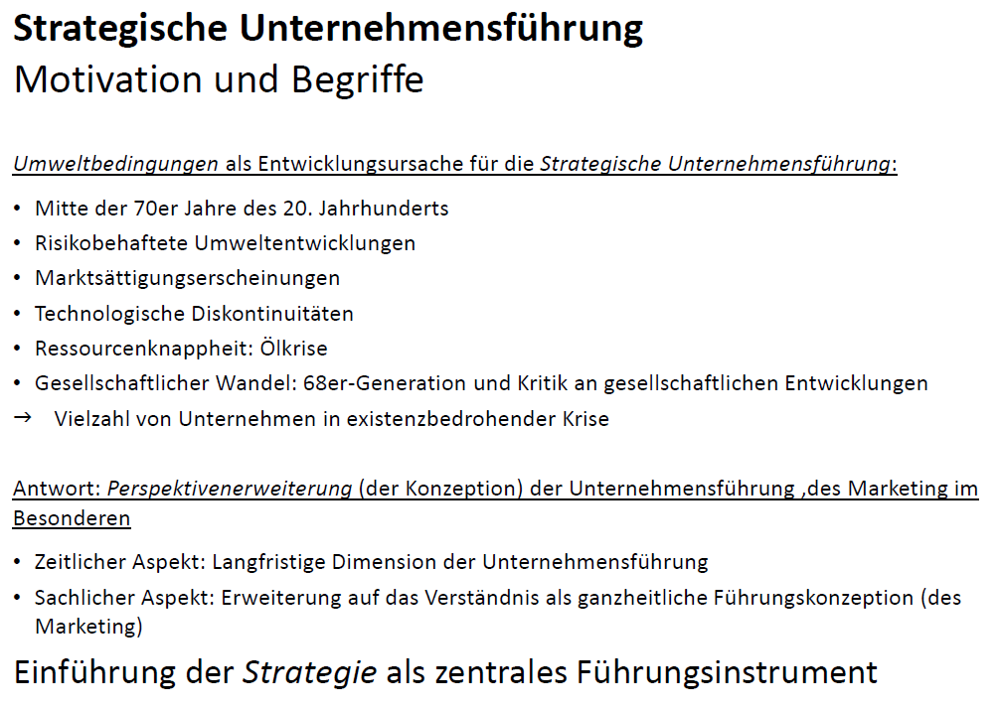 Strategische Unternehmensführung
Motivation und Begriffe
Umweltbedingungen als Entwicklungsursache für die Strategische Unternehmensführung:
• Mitte der 70er Jahre des 20. Jahrhunderts
• Risikobehaftete Umweltentwicklungen
• Marktsättigungserscheinungen
• Technologische Diskontinuitäten
• Ressourcenknappheit: Ölkrise
• Gesellschaftlicher Wandel: 68er-Generation und Kritik an gesellschaftlichen Entwicklungen
→ Vielzahl von Unternehmen in existenzbedrohender Krise
Antwort: Perspektivenerweiterung (der Konzeption) der Unternehmensführung ,des Marketing im
Besonderen
• Zeitlicher Aspekt: Langfristige Dimension der Unternehmensführung
• Sachlicher Aspekt: Erweiterung auf das Verständnis als ganzheitliche Führungskonzeption (des
Marketing)
Einführung der Strategie als zentrales Führungsinstrument